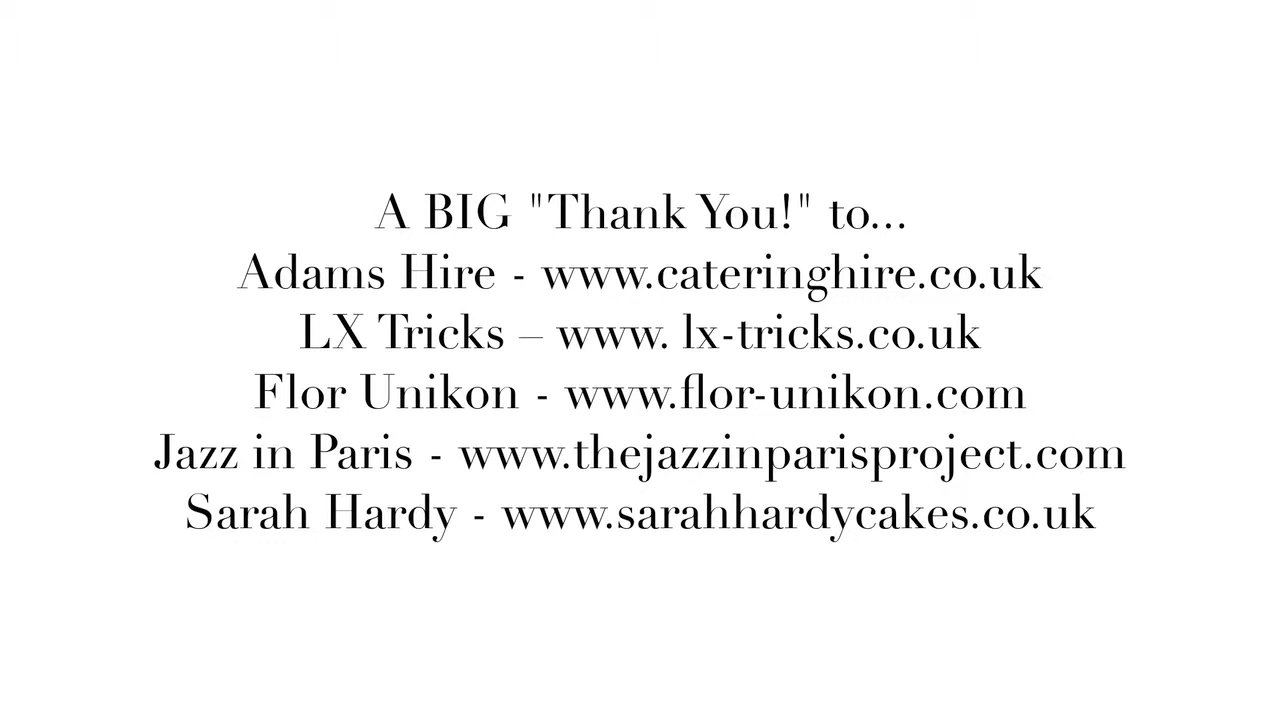 A BIG "Thank You!" to...
Adams Hire - www.cateringhire.co.uk
LX Tricks – www. lx-tricks.co.uk
Flor Unikon - www.flor-unikon.com
Jazz in Paris - www.thejazzinparisproject.com
Sarah Hardy - www.sarahhardycakes.co.uk